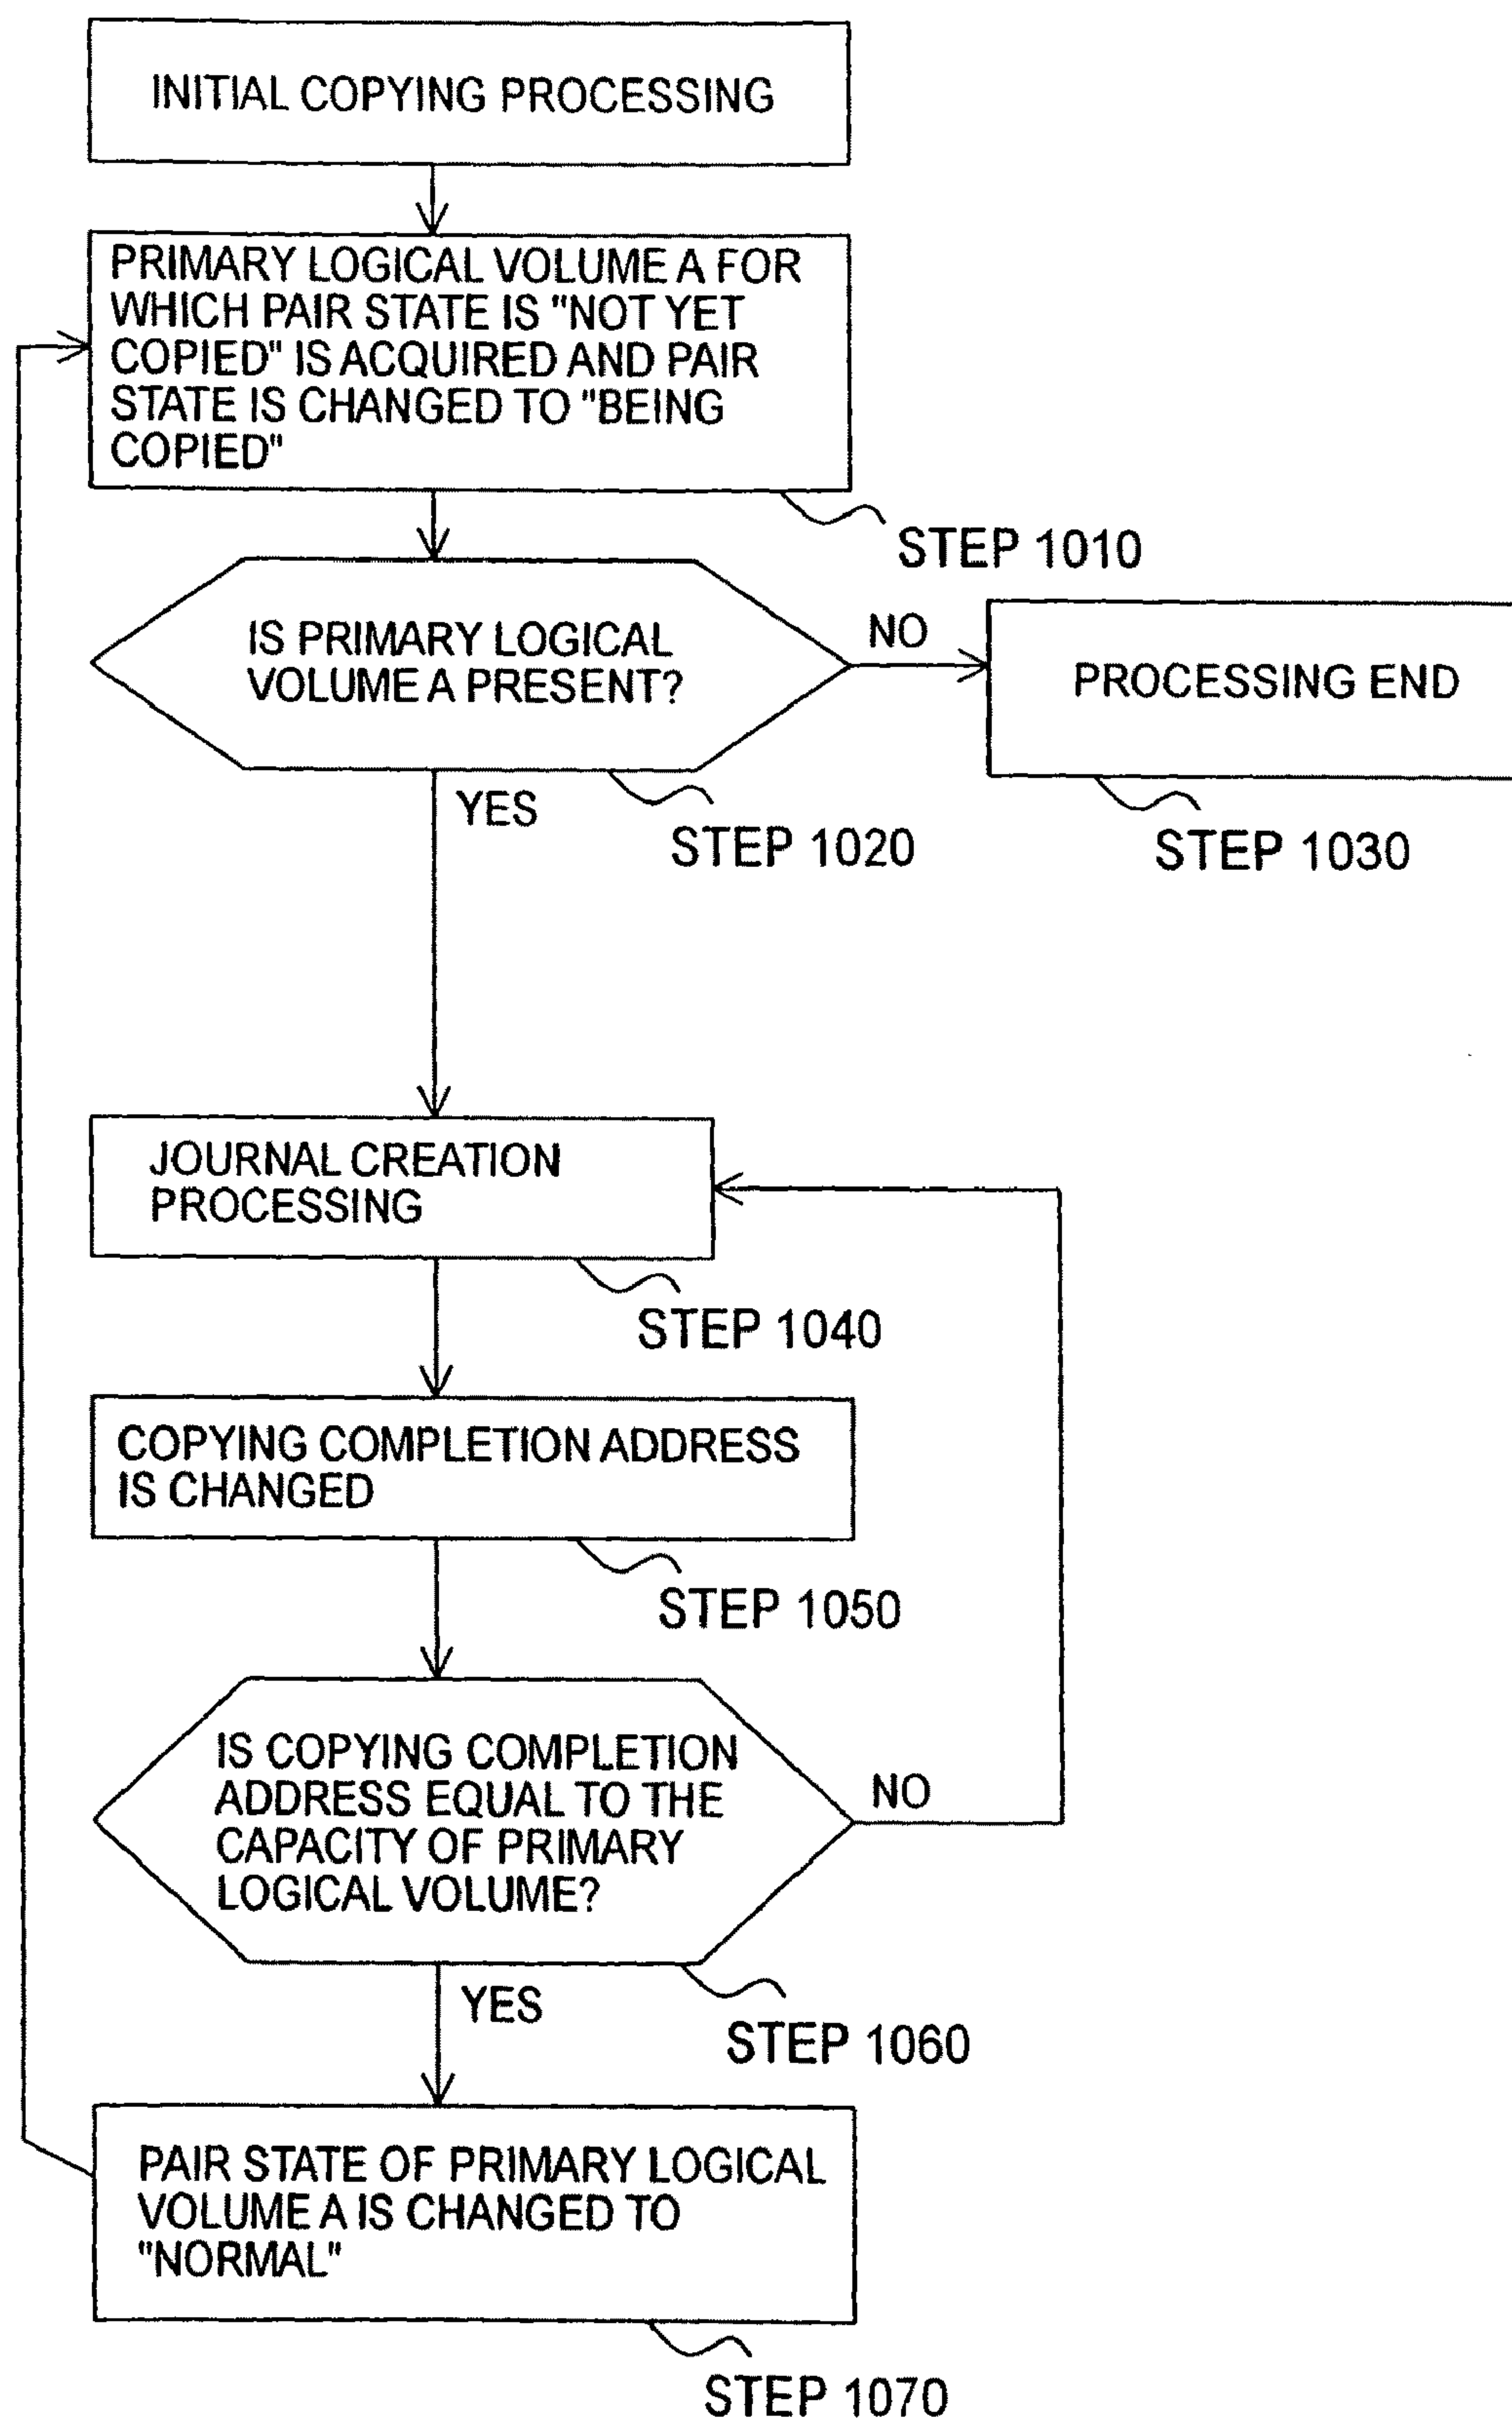 INITIAL COPYING PROCESSING
PRIMARY LOGICAL VOLUME A FOR
WHICH PAIR STATE IS "NOT YET
COPIED" IS ACQUIRED AND PAIR
STATE IS CHANGED TO "BEING
COPIED"
STEP 1010
IS PRIMARY LOGICAL
VOLUME A PRESENT?
NO
PROCESSING END
YES
STEP 1020
STEP 1030
JOURNAL CREATION
PROCESSING
STEP 1040
COPYING COMPLETION ADDRESS
IS CHANGED
STEP 1050
IS COPYING COMPLETION
ADDRESS EQUAL TO THE
CAPACITY OF PRIMARY
LOGICAL VOLUME?
NO
YES
STEP 1060
PAIR STATE OF PRIMARY LOGICAL
VOLUME A IS CHANGED TO
"NORMAL"
STEP 1070